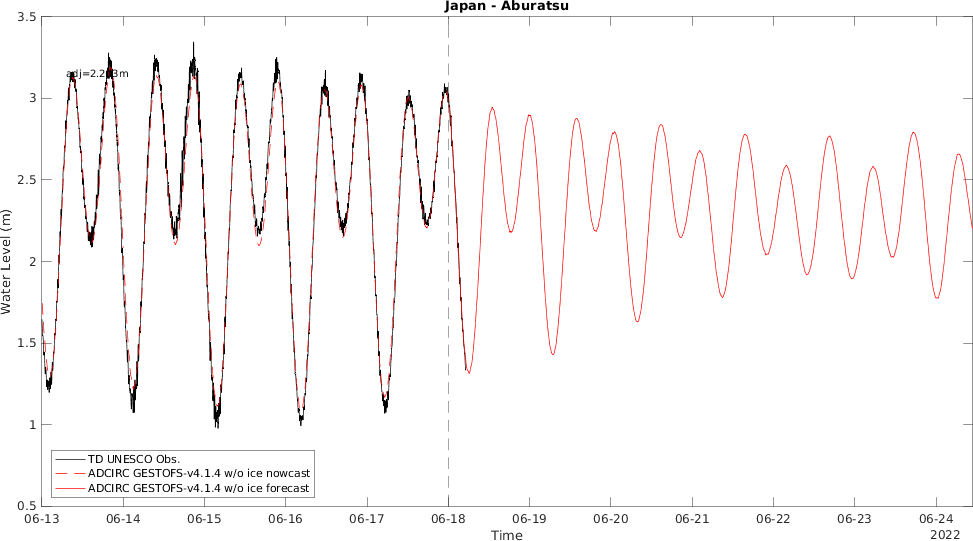 Japan - Aburatsu
3.5
3
2.5
2
1.5
1
0.5
Water Level (m)
TD UNESCO Obs.
ADCIRC GESTOFS-v4.1.4 w/o ice nowcast
ADCIRC GESTOFS-v4.1.4 w/o ice forecast
06-13 06-14 06-15 06-16 06-17 06-18 06-19 06-20 06-21 06-22 06-23 06-24
Time
2022